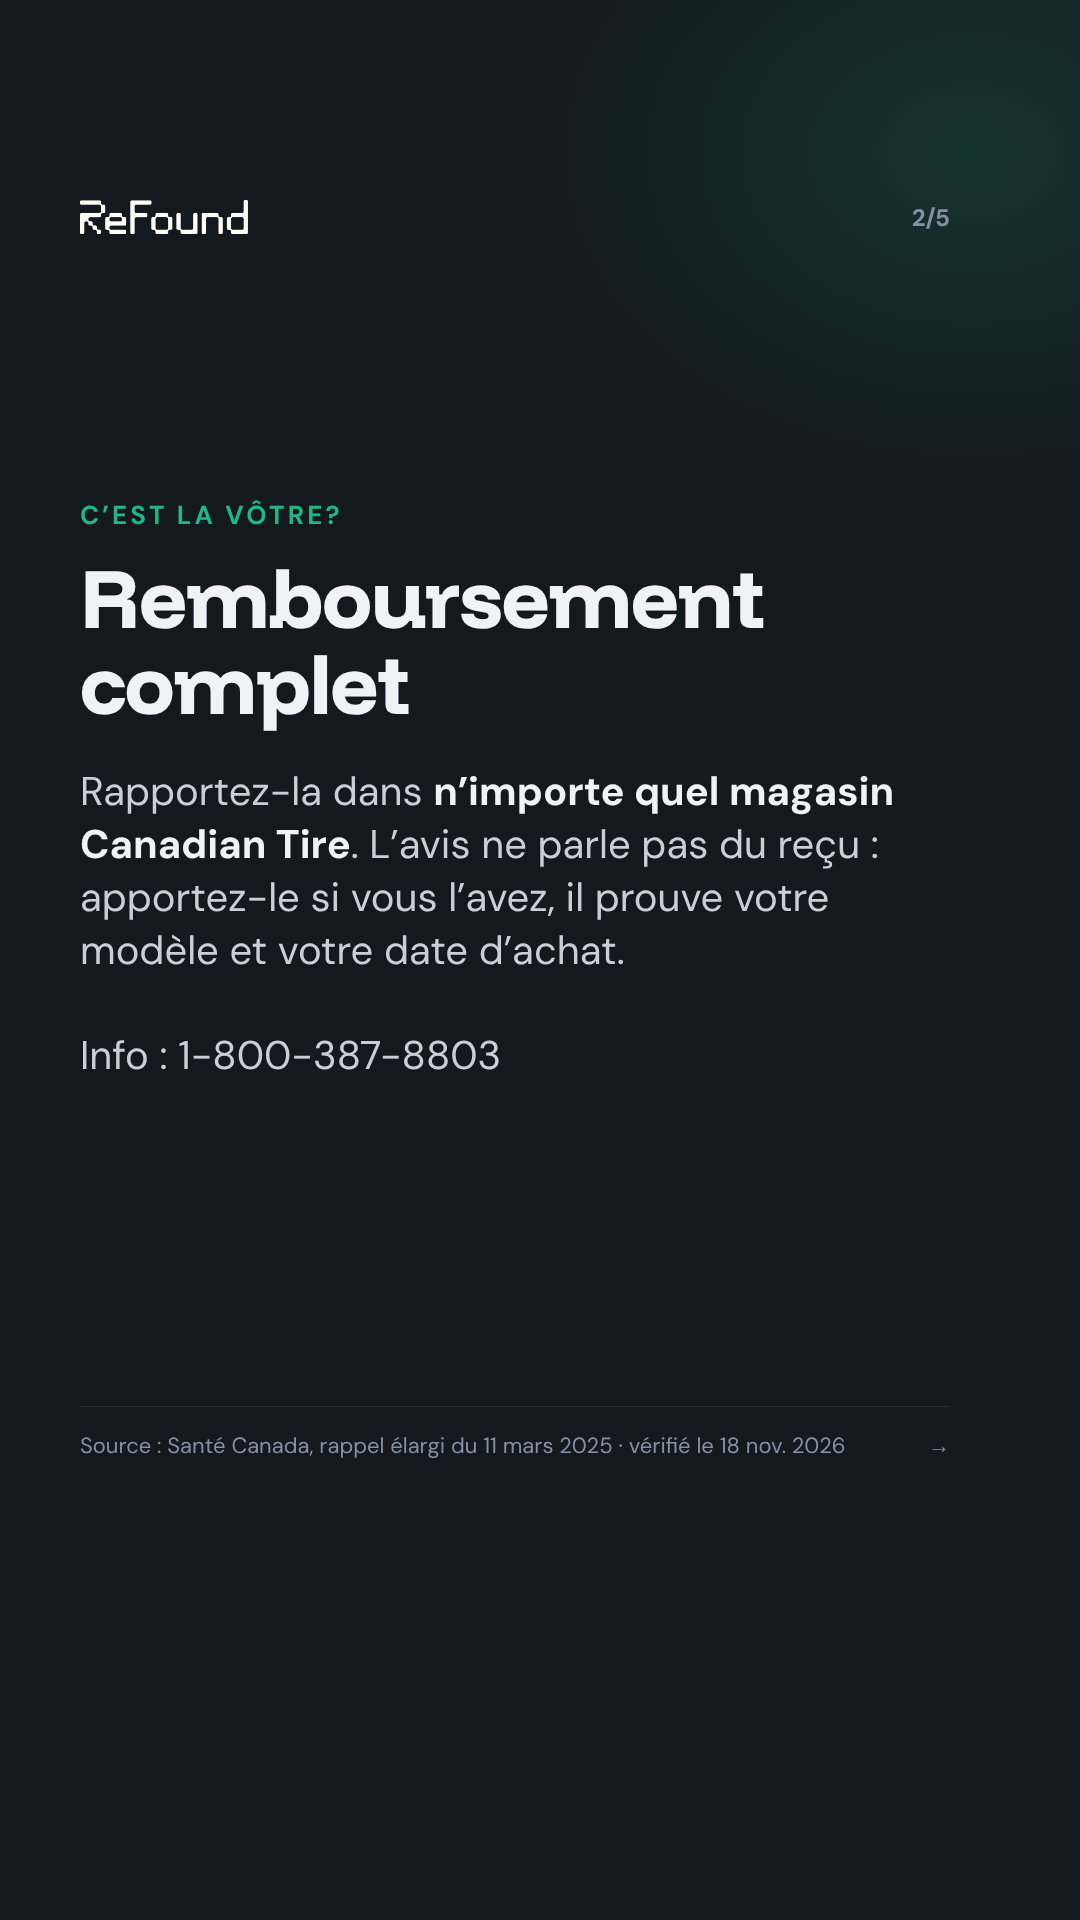 ReFound
2/5
C’EST LA VÔTRE?
Remboursement
complet
Rapportez-la dans n’importe quel magasin
Canadian Tire. L’avis ne parle pas du reçu :
apportez-le si vous l’avez, il prouve votre
modèle et votre date d’achat.
Info : 1-800-387-8803
Source : Santé Canada, rappel élargi du 11 mars 2025 · vérifié le 18 nov. 2026 →